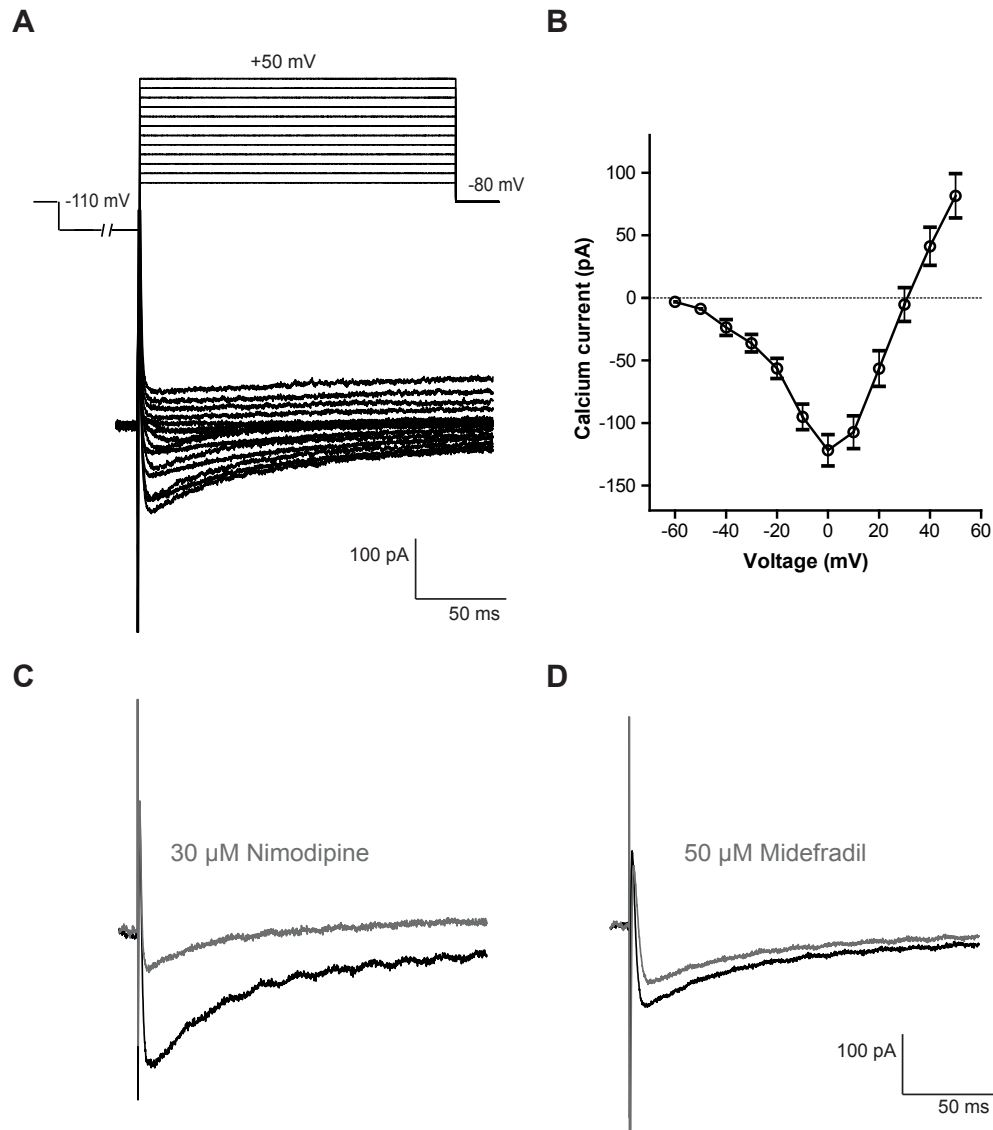 A
+50 mV
-110 mV
-80 mV
100 pA
50 ms
B
Calcium current (pA)
100
50
0
-50
-100
-150
-60 -40 -20 0 20 40 60
Voltage (mV)
C
30 µM Nimodipine
D
50 µM Midefradil
100 pA
50 ms